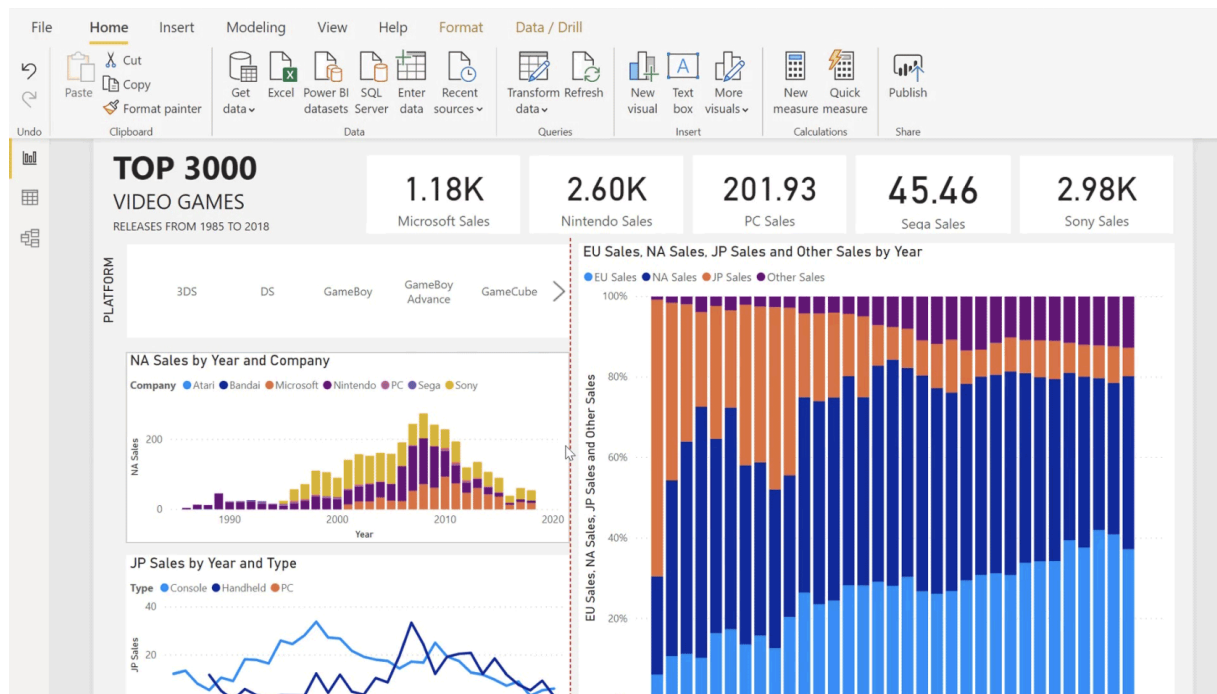 File Home Insert Modeling View Help Format Data / Drill
Undo
Paste
Cut
Copy
Format painter
Clipboard
Get data
Excel
Power BI datasets
SQL Server
Enter data
Recent sources
Data
Transform data
Refresh
Queries
New visual
Text box
More visuals
Insert
New measure
Quick measure
Calculations
Publish
Share
TOP 3000
VIDEO GAMES
RELEASES FROM 1985 TO 2018
1.18K
Microsoft Sales
2.60K
Nintendo Sales
201.93
PC Sales
45.46
Sega Sales
2.98K
Sony Sales
PLATFORM
3DS
DS
GameBoy
GameBoy
Advance
GameCube
NA Sales by Year and Company
Company Atari Bandai Microsoft Nintendo PC Sega Sony
NA Sales
200
0
1990 2000 2010 2020
Year
JP Sales by Year and Type
Type Console Handheld PC
JP Sales
40
20
EU Sales, NA Sales, JP Sales and Other Sales by Year
EU Sales NA Sales JP Sales Other Sales
EU Sales, NA Sales, JP Sales and Other Sales
100%
80%
60%
40%
20%